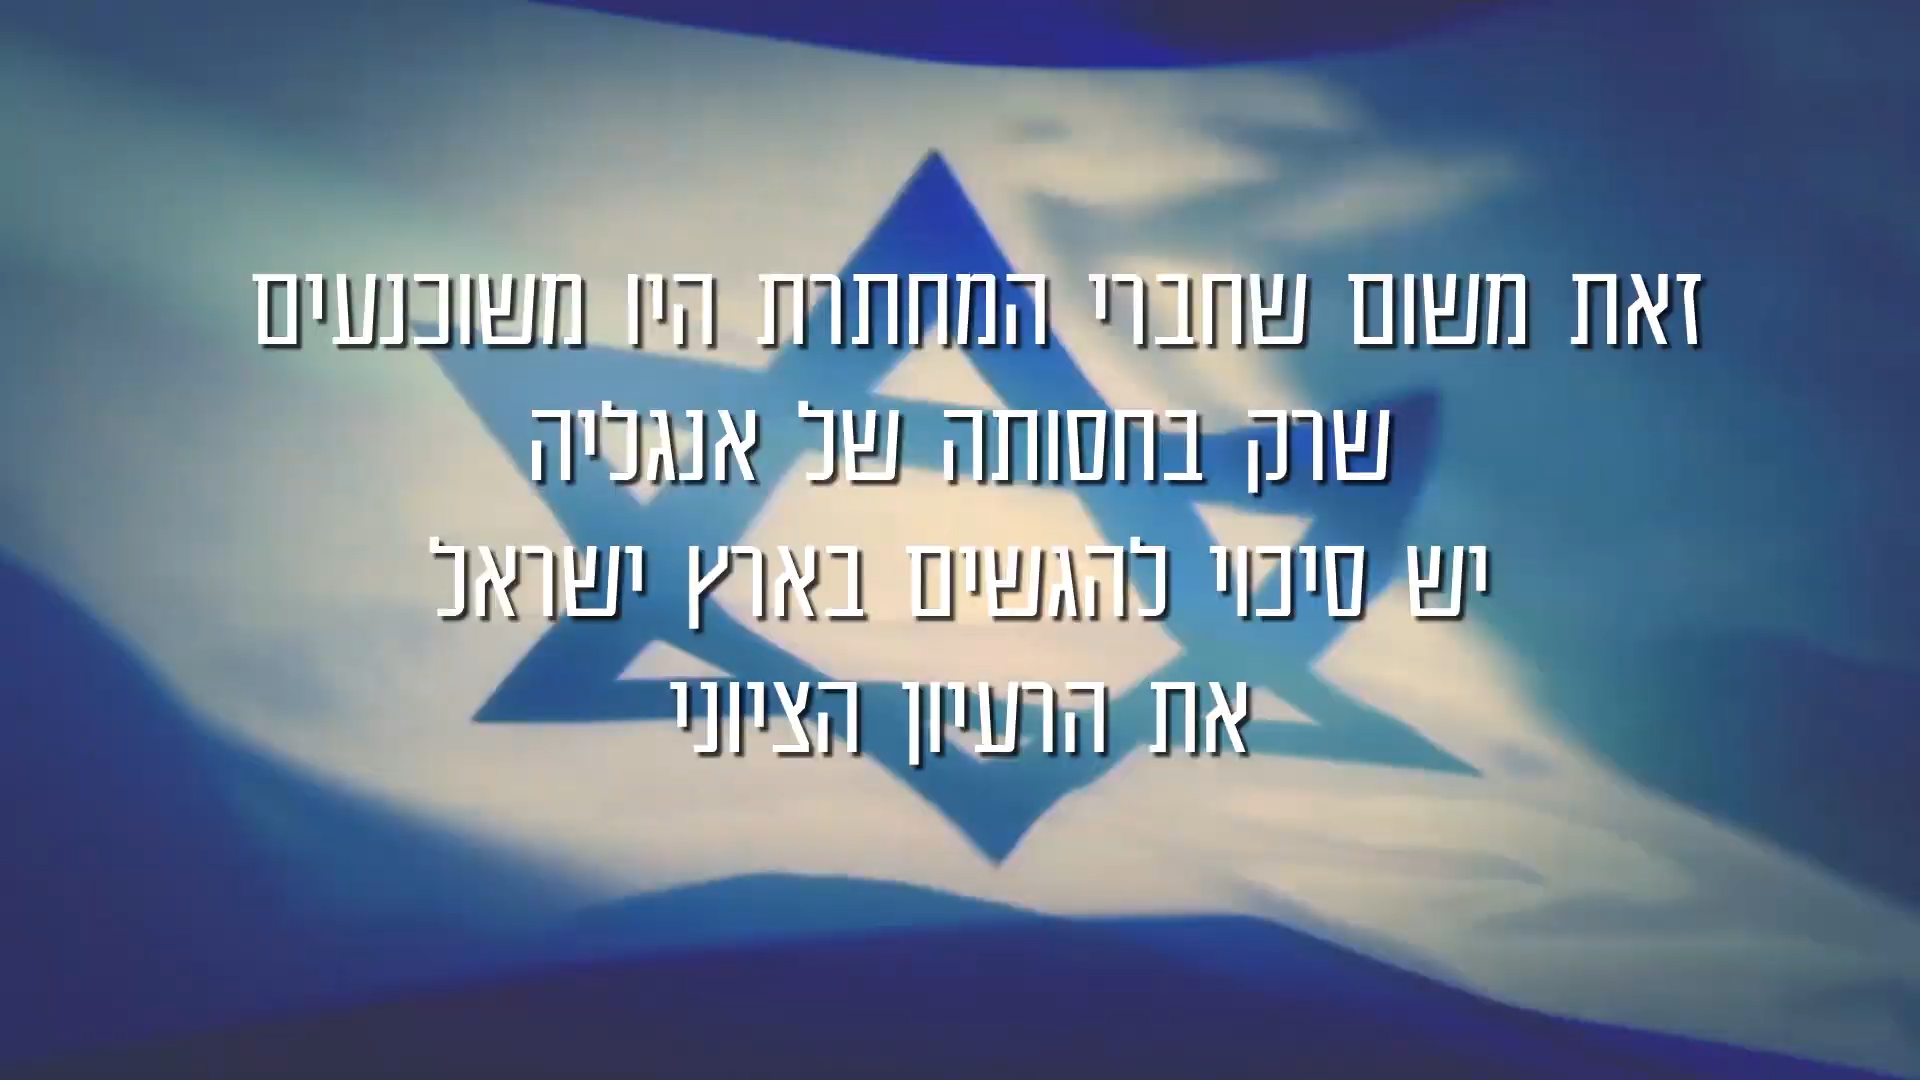 זאת משום שחברי המחתרת היו משוכנעים
שרק בחסותה של אנגליה
יש סיכוי להגשים בארץ ישראל
את הרעיון הציוני